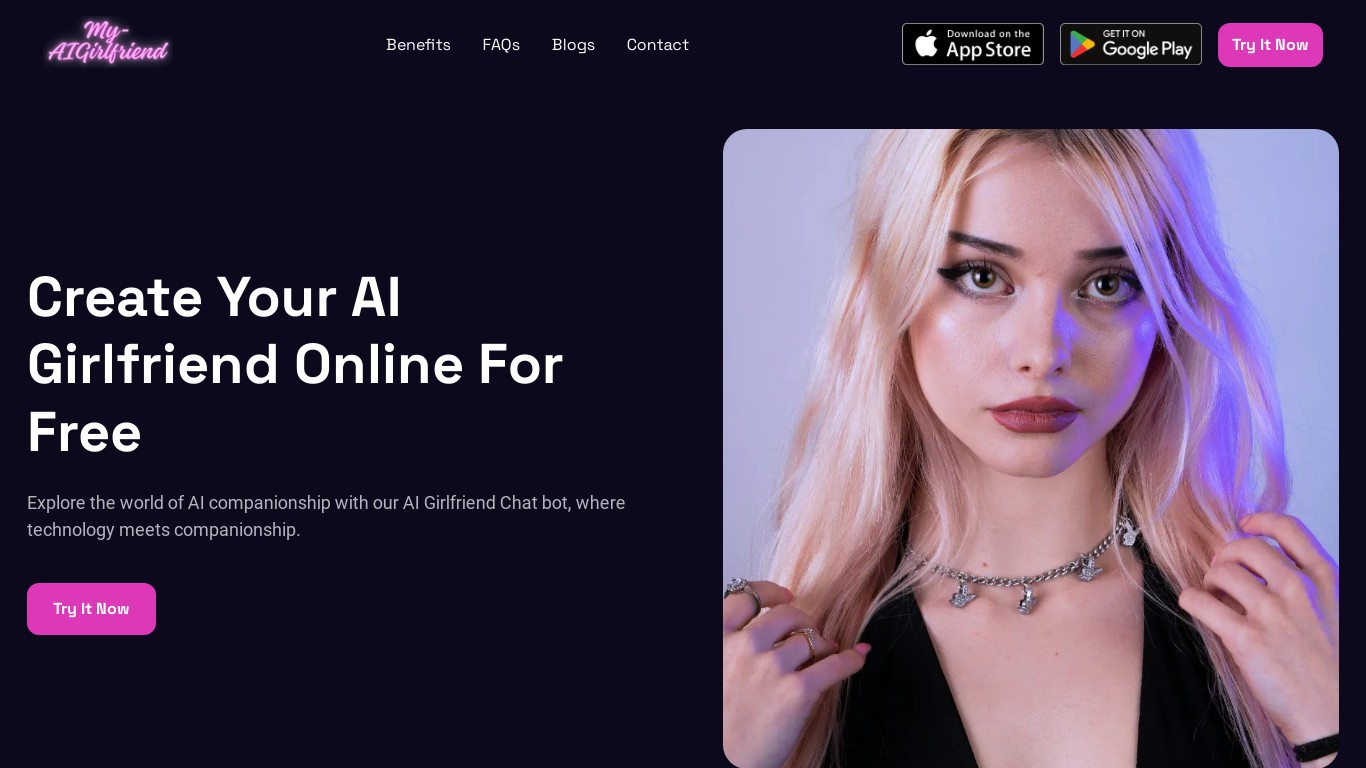 My-
AIGirlfriend
Benefits
FAQs
Blogs
Contact
Download on the
App Store
GET IT ON
Google Play
Try It Now
Create Your AI
Girlfriend Online For
Free
Explore the world of AI companionship with our AI Girlfriend Chat bot, where
technology meets companionship.
Try It Now